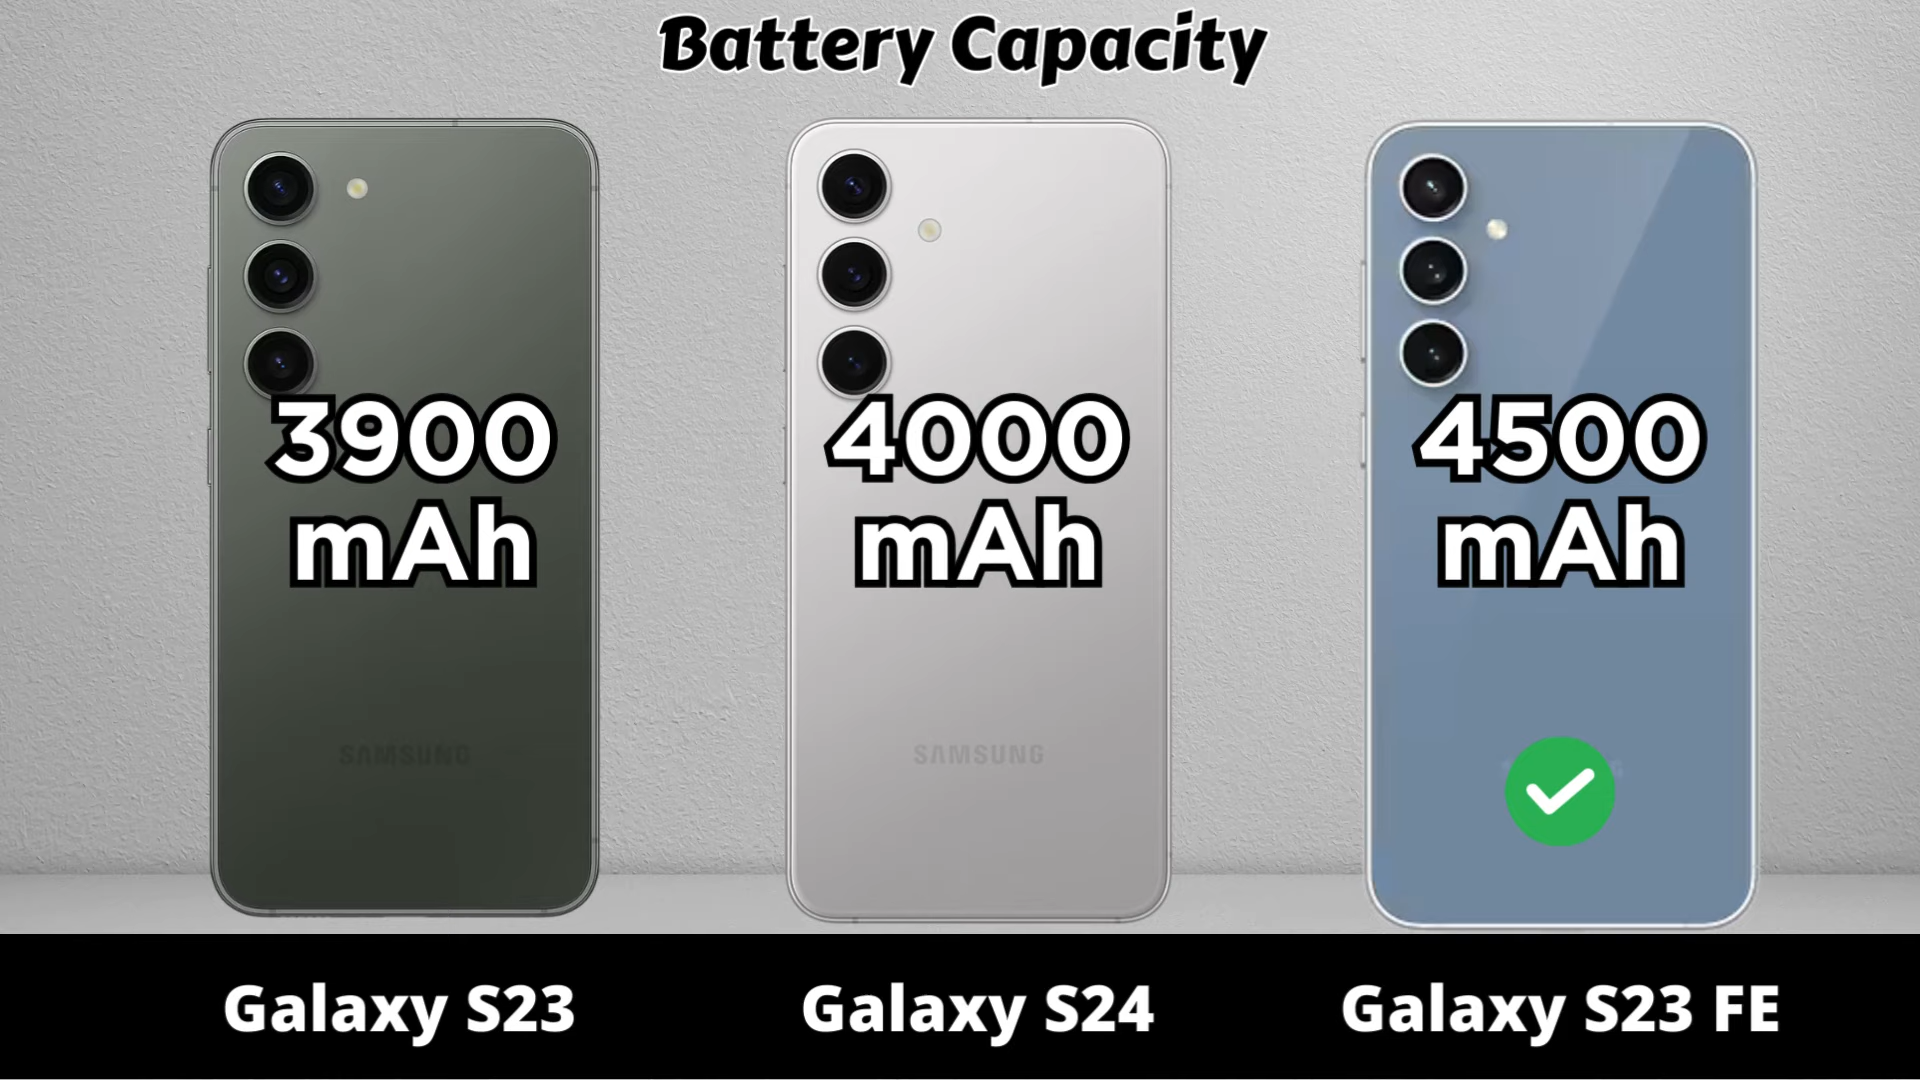 Battery Capacity
3900
mAh
4000
mAh
4500
mAh
SAMSUNG
SAMSUNG
Galaxy S23
Galaxy S24
Galaxy S23 FE